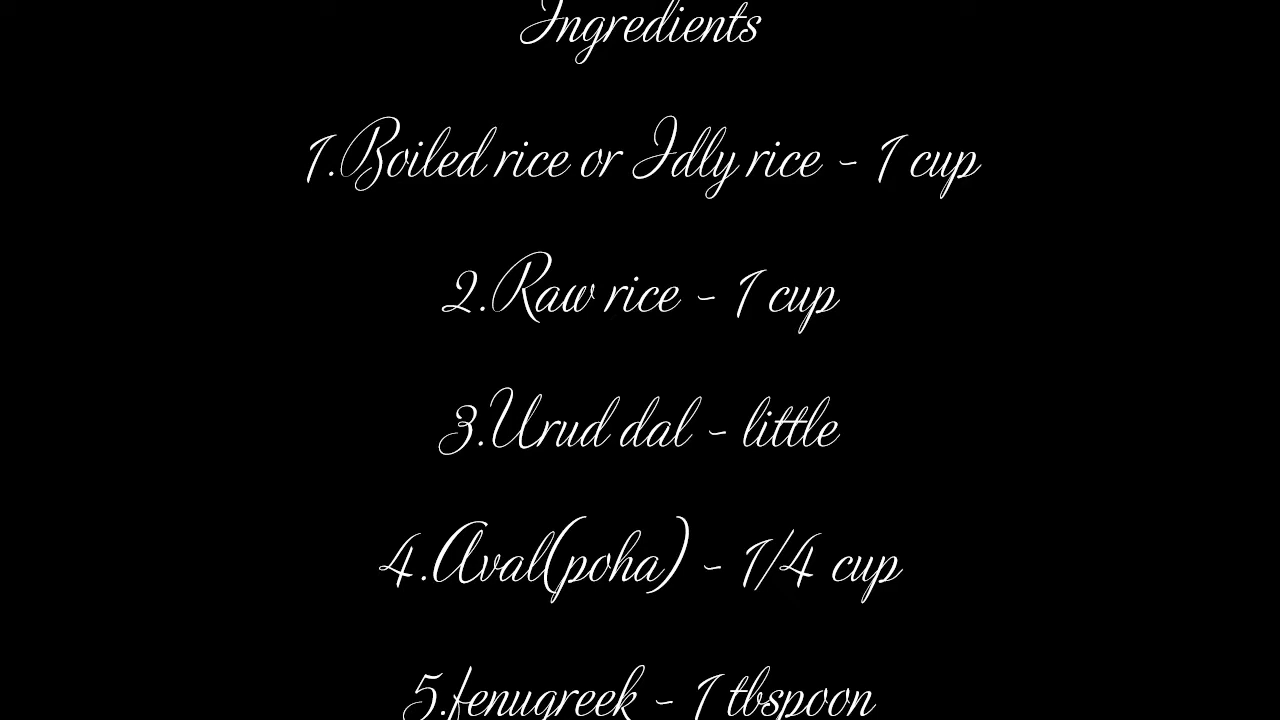 Ingredients
1.Boiled rice or Idly rice - 1 cup
2.Raw rice - 1 cup
3.Urud dal - little
4.Aval(poha) - 1/4 cup
5.fenugreek - 1 tbspoon